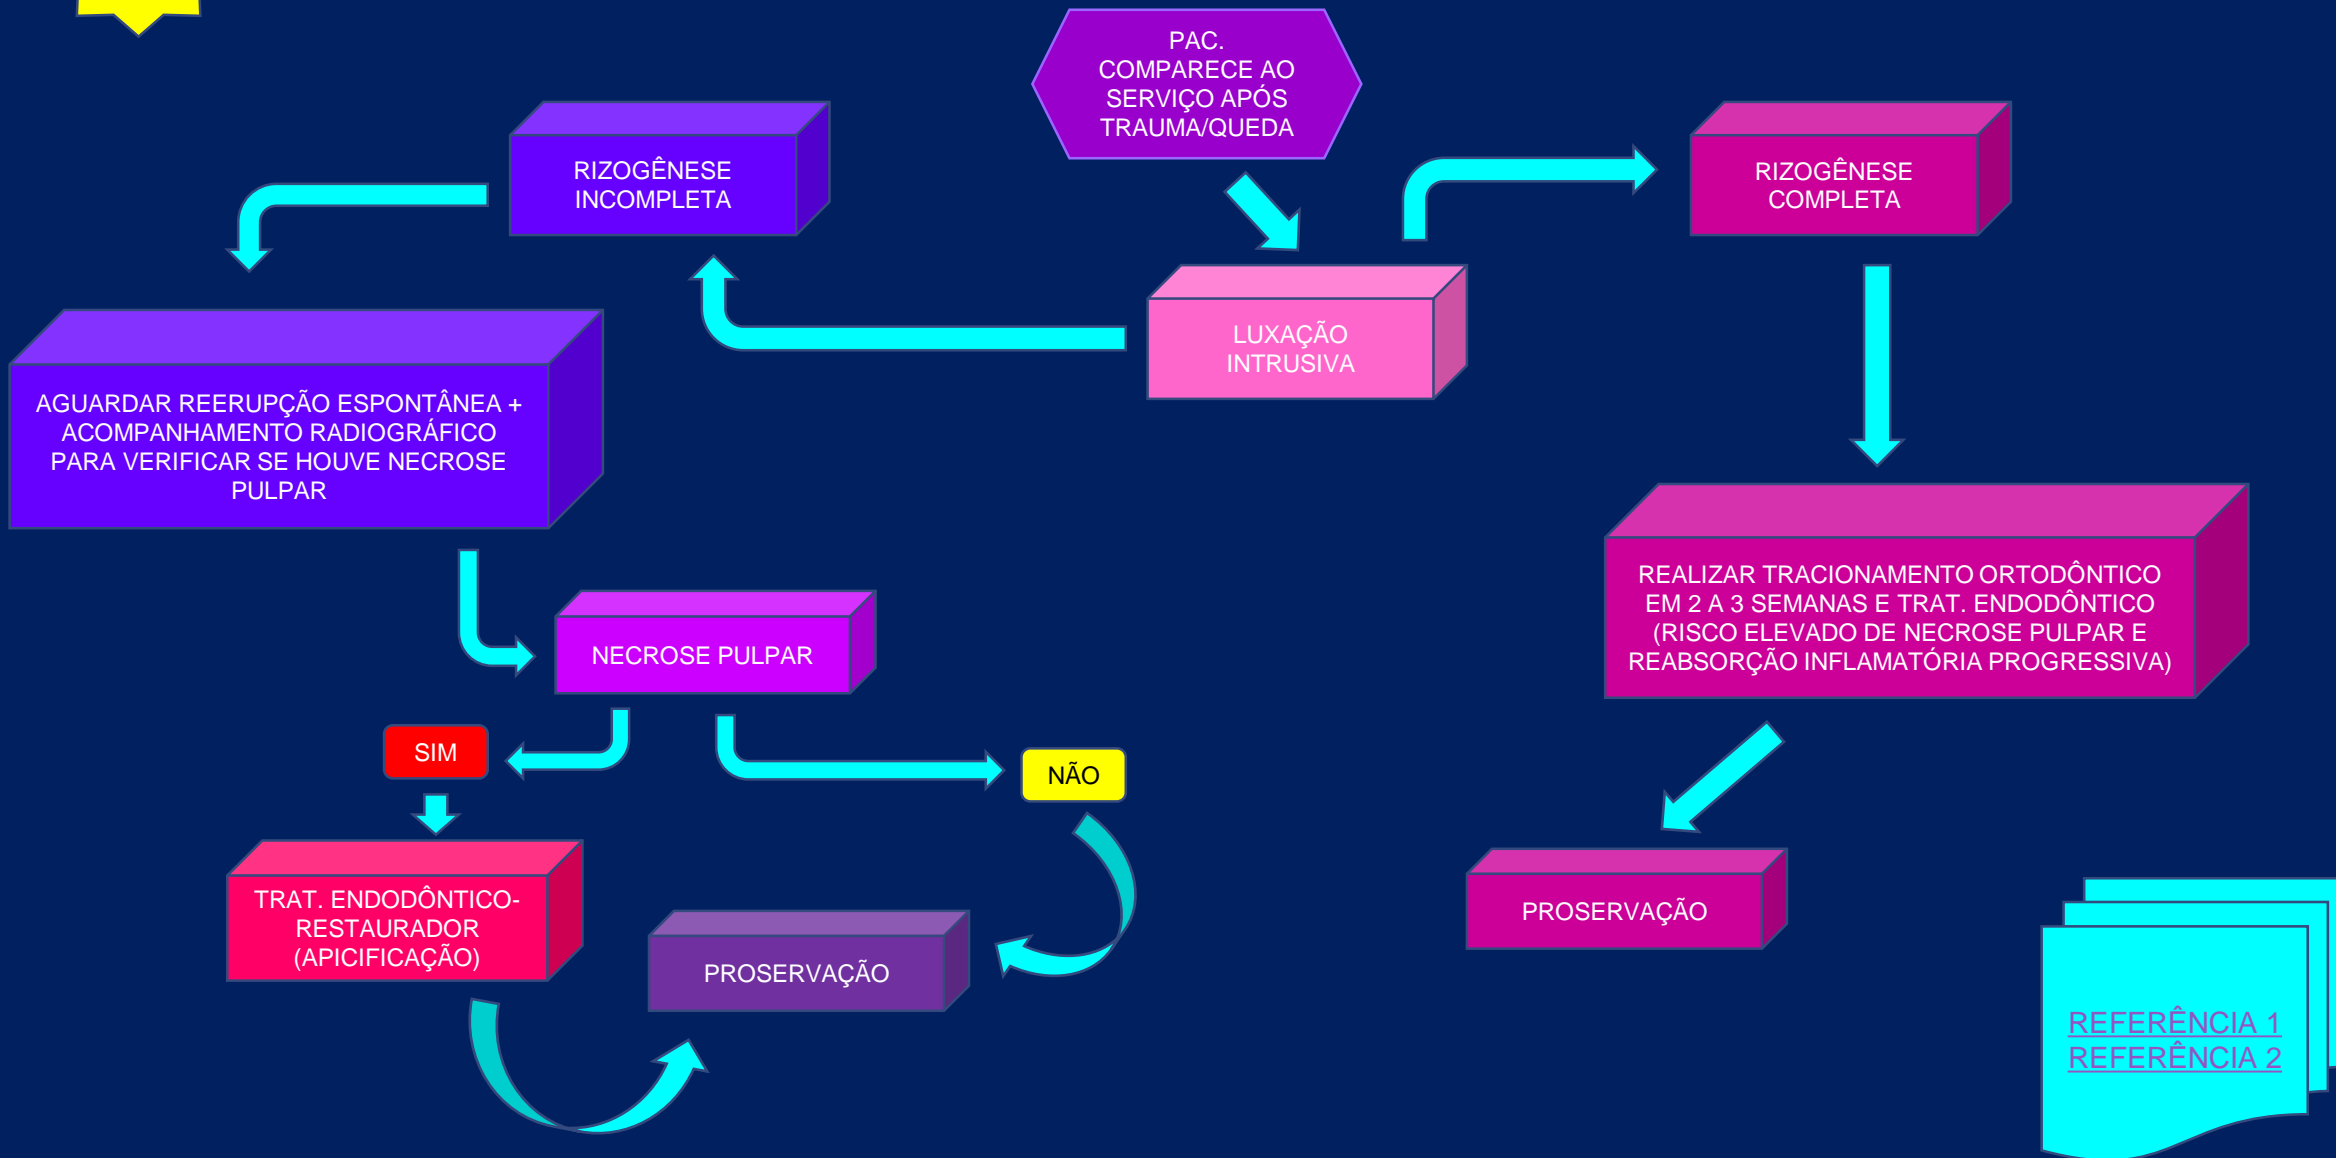 PAC.
COMPARECE AO
SERVIÇO APÓS
TRAUMA/QUEDA
RIZOGÊNESE
INCOMPLETA
RIZOGÊNESE
COMPLETA
LUXAÇÃO
INTRUSIVA
AGUARDAR REERUPÇÃO ESPONTÂNEA +
ACOMPANHAMENTO RADIOGRÁFICO
PARA VERIFICAR SE HOUVE NECROSE
PULPAR
REALIZAR TRACIONAMENTO ORTODÔNTICO
EM 2 A 3 SEMANAS E TRAT. ENDODÔNTICO
(RISCO ELEVADO DE NECROSE PULPAR E
REABSORÇÃO INFLAMATÓRIA PROGRESSIVA)
NECROSE PULPAR
SIM
NÃO
TRAT. ENDODÔNTICO-
RESTAURADOR
(APICIFICAÇÃO)
PROSERVAÇÃO
PROSERVAÇÃO
REFERÊNCIA 1
REFERÊNCIA 2